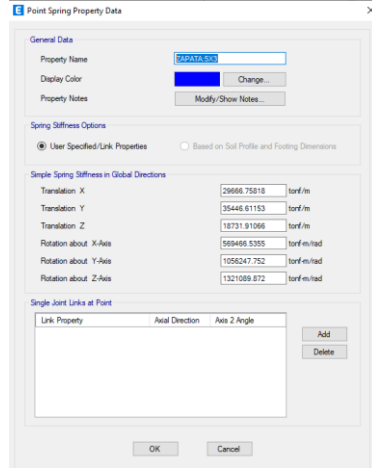 E Point Spring Property Data ×
General Data
Property Name ZAPATA:5X3
Display Color Change...
Property Notes Modify/Show Notes...
Spring Stiffness Options
User Specified/Link Properties Based on Soil Profile and Footing Dimensions
Simple Spring Stiffness in Global Directions
Translation X 29666.75818 tonf/m
Translation Y 35446.61153 tonf/m
Translation Z 18731.91066 tonf/m
Rotation about X-Axis 569466.5355 tonf-m/rad
Rotation about Y-Axis 1056247.752 tonf-m/rad
Rotation about Z-Axis 1321089.872 tonf-m/rad
Single Joint Links at Point
Link Property Axial Direction Axis 2 Angle
Add
Delete
OK Cancel